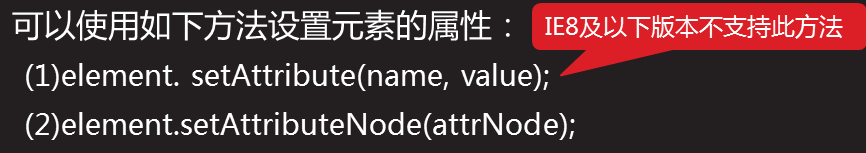 可以使用如下方法设置元素的属性：
IE8及以下版本不支持此方法
(1)element. setAttribute(name, value);
(2)element.setAttributeNode(attrNode);